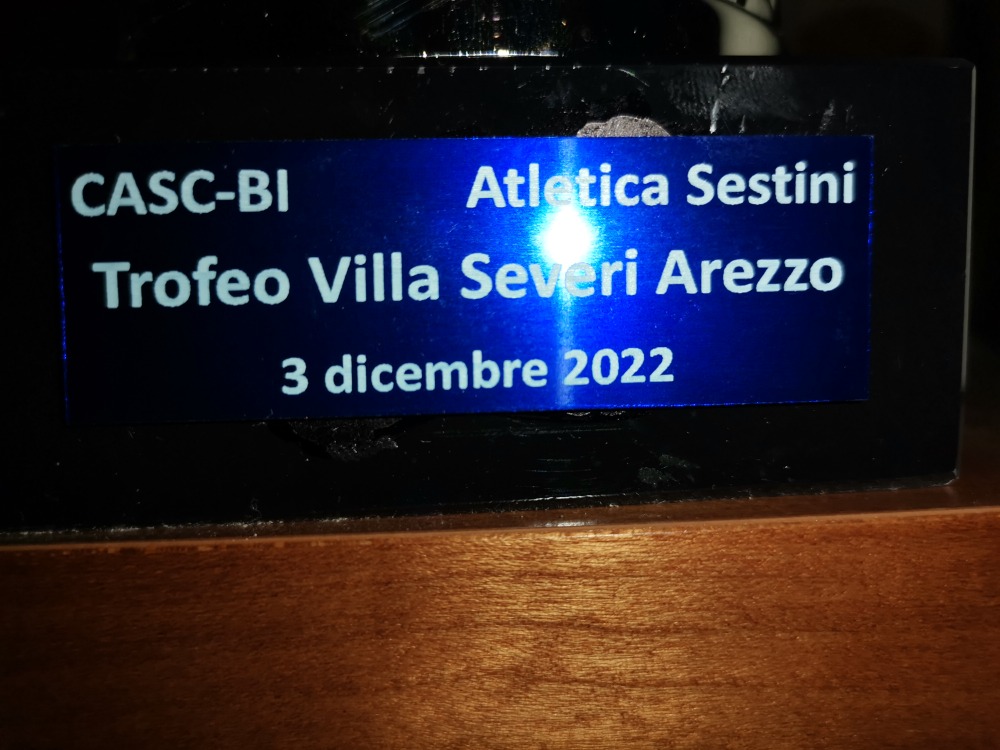 CASC-BI Atletica Sestini
Trofeo Villa Severi Arezzo
3 dicembre 2022